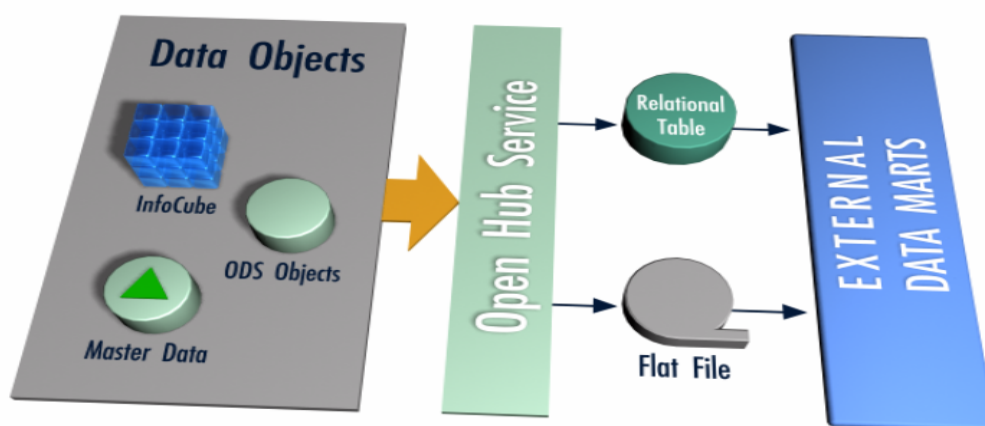 Data Objects
InfoCube
ODS Objects
Master Data
Open Hub Service
Relational
Table
Flat File
EXTERNAL
DATA MARTS